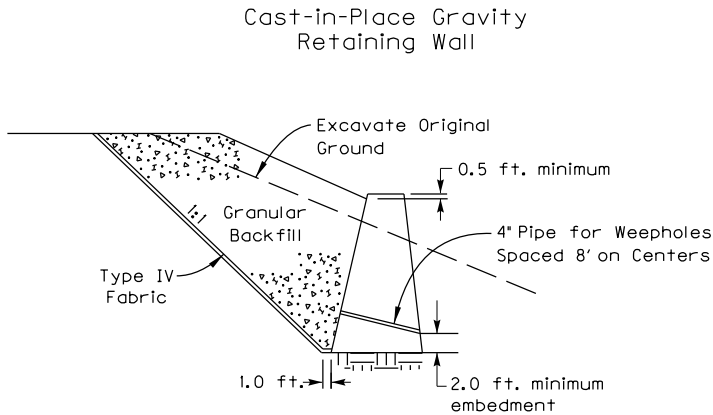 Cast-in-Place Gravity
Retaining Wall
Excavate Original
Ground
0.5 ft. minimum
1:1
Granular
Backfill
4" Pipe for Weepholes
Spaced 8' on Centers
Type IV
Fabric
1.0 ft.
2.0 ft. minimum
embedment